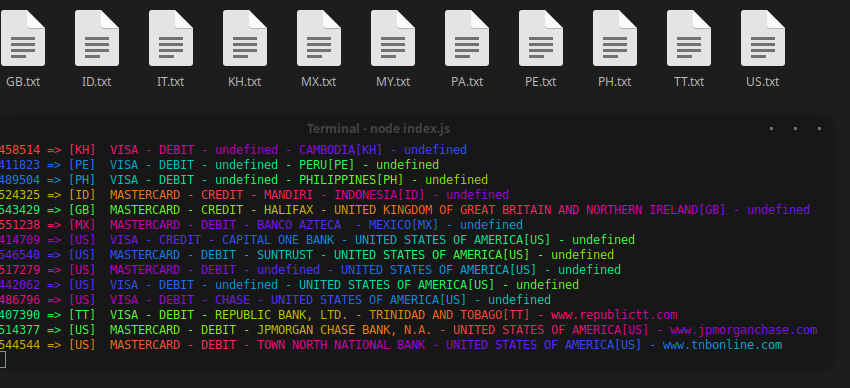 GB.txt ID.txt IT.txt KH.txt MX.txt MY.txt PA.txt PE.txt PH.txt TT.txt US.txt
Terminal - node index.js
458514 => [KH] VISA - DEBIT - undefined - CAMBODIA[KH] - undefined
411823 => [PE] VISA - DEBIT - undefined - PERU[PE] - undefined
489504 => [PH] VISA - DEBIT - undefined - PHILIPPINES[PH] - undefined
524325 => [ID] MASTERCARD - CREDIT - MANDIRI - INDONESIA[ID] - undefined
543429 => [GB] MASTERCARD - CREDIT - HALIFAX - UNITED KINGDOM OF GREAT BRITAIN AND NORTHERN IRELAND[GB] - undefined
551238 => [MX] MASTERCARD - DEBIT - BANCO AZTECA  - MEXICO[MX] - undefined
414709 => [US] VISA - CREDIT - CAPITAL ONE BANK - UNITED STATES OF AMERICA[US] - undefined
546540 => [US] MASTERCARD - DEBIT - SUNTRUST - UNITED STATES OF AMERICA[US] - undefined
517279 => [US] MASTERCARD - DEBIT - undefined - UNITED STATES OF AMERICA[US] - undefined
442062 => [US] VISA - DEBIT - undefined - UNITED STATES OF AMERICA[US] - undefined
486796 => [US] VISA - DEBIT - CHASE - UNITED STATES OF AMERICA[US] - undefined
407390 => [TT] VISA - DEBIT - REPUBLIC BANK, LTD. - TRINIDAD AND TOBAGO[TT] - www.republictt.com
514377 => [US] MASTERCARD - DEBIT - JPMORGAN CHASE BANK, N.A. - UNITED STATES OF AMERICA[US] - www.jpmorganchase.com
544544 => [US] MASTERCARD - DEBIT - TOWN NORTH NATIONAL BANK - UNITED STATES OF AMERICA[US] - www.tnbonline.com